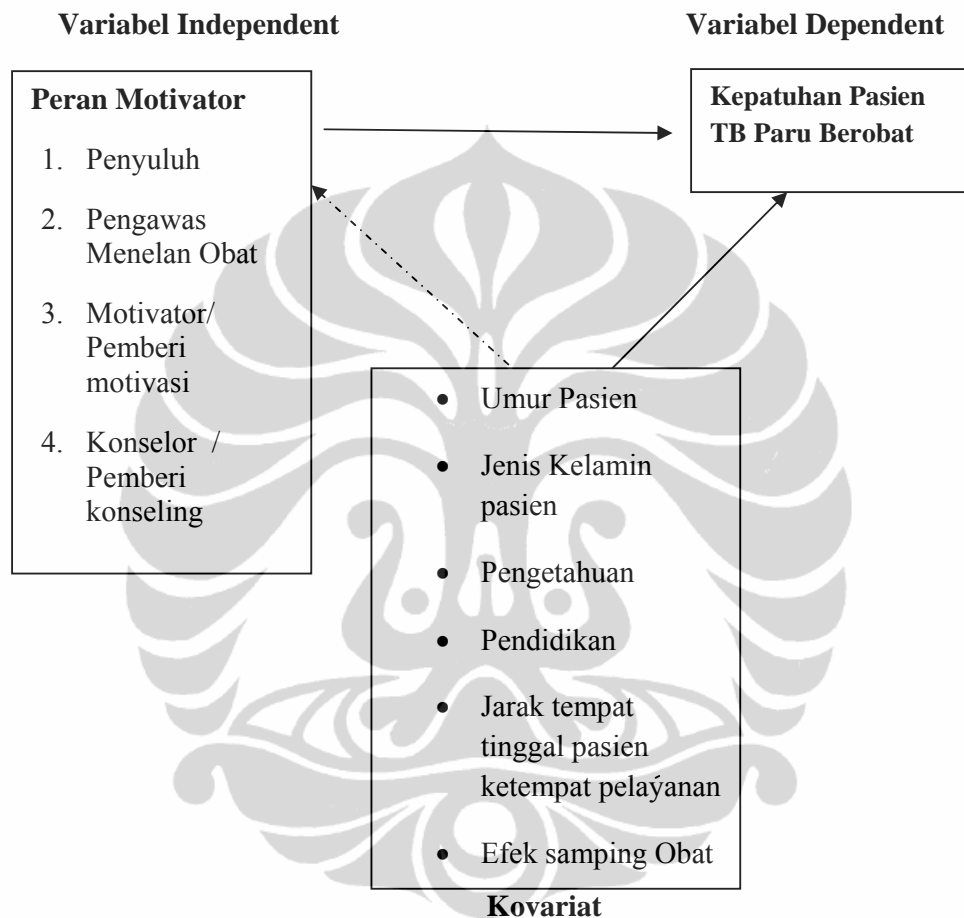 Variabel Independent
Variabel Dependent
Peran Motivator
1. Penyuluh
2. Pengawas
Menelan Obat
3. Motivator/
Pemberi
motivasi
4. Konselor /
Pemberi
konseling
Kepatuhan Pasien
TB Paru Berobat
• Umur Pasien
• Jenis Kelamin
pasien
• Pengetahuan
• Pendidikan
• Jarak tempat
tinggal pasien
ketempat pelaýanan
• Efek samping Obat
Kovariat